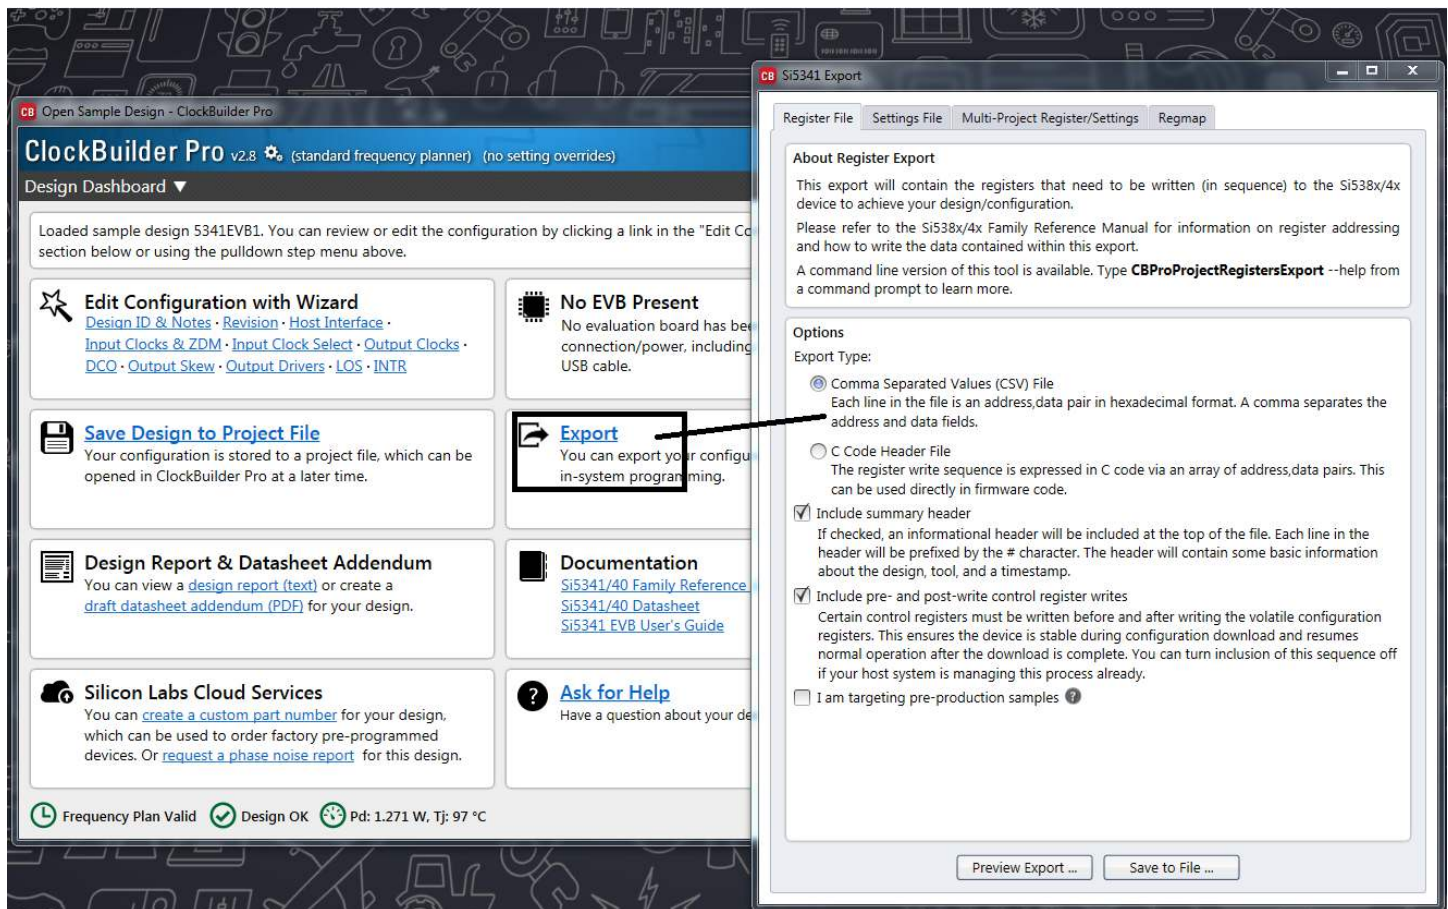 Open Sample Design - ClockBuilder Pro
ClockBuilder Pro v2.8 (standard frequency planner) (no setting overrides)
Design Dashboard ▼
Loaded sample design 5341EVB1. You can review or edit the configuration by clicking a link in the "Edit Co
section below or using the pulldown step menu above.
Edit Configuration with Wizard
Design ID & Notes · Revision · Host Interface ·
Input Clocks & ZDM · Input Clock Select · Output Clocks ·
DCO · Output Skew · Output Drivers · LOS · INTR
No EVB Present
No evaluation board has bee
connection/power, including
USB cable.
Save Design to Project File
Your configuration is stored to a project file, which can be
opened in ClockBuilder Pro at a later time.
Export
You can export your configu
in-system programming.
Design Report & Datasheet Addendum
You can view a design report (text) or create a
draft datasheet addendum (PDF) for your design.
Documentation
Si5341/40 Family Reference
Si5341/40 Datasheet
Si5341 EVB User's Guide
Silicon Labs Cloud Services
You can create a custom part number for your design,
which can be used to order factory pre-programmed
devices. Or request a phase noise report for this design.
Ask for Help
Have a question about your de
Frequency Plan Valid Design OK Pd: 1.271 W, Tj: 97 °C
CB Si5341 Export
Register File Settings File Multi-Project Register/Settings Regmap
About Register Export
This export will contain the registers that need to be written (in sequence) to the Si538x/4x
device to achieve your design/configuration.
Please refer to the Si538x/4x Family Reference Manual for information on register addressing
and how to write the data contained within this export.
A command line version of this tool is available. Type CBProProjectRegistersExport --help from
a command prompt to learn more.
Options
Export Type:
Comma Separated Values (CSV) File
Each line in the file is an address,data pair in hexadecimal format. A comma separates the
address and data fields.
C Code Header File
The register write sequence is expressed in C code via an array of address,data pairs. This
can be used directly in firmware code.
Include summary header
If checked, an informational header will be included at the top of the file. Each line in the
header will be prefixed by the # character. The header will contain some basic information
about the design, tool, and a timestamp.
Include pre- and post-write control register writes
Certain control registers must be written before and after writing the volatile configuration
registers. This ensures the device is stable during configuration download and resumes
normal operation after the download is complete. You can turn inclusion of this sequence off
if your host system is managing this process already.
I am targeting pre-production samples
Preview Export ... Save to File ...